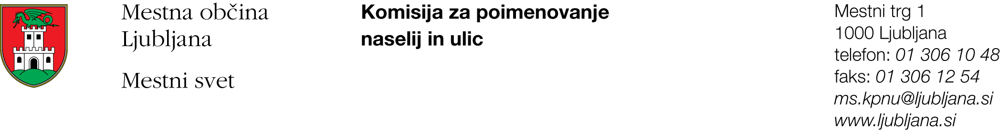 Mestna občina
Ljubljana
Mestni svet
Komisija za poimenovanje
naselij in ulic
Mestni trg 1
1000 Ljubljana
telefon: 01 306 10 48
faks: 01 306 12 54
ms.kpnu@ljubljana.si
www.ljubljana.si